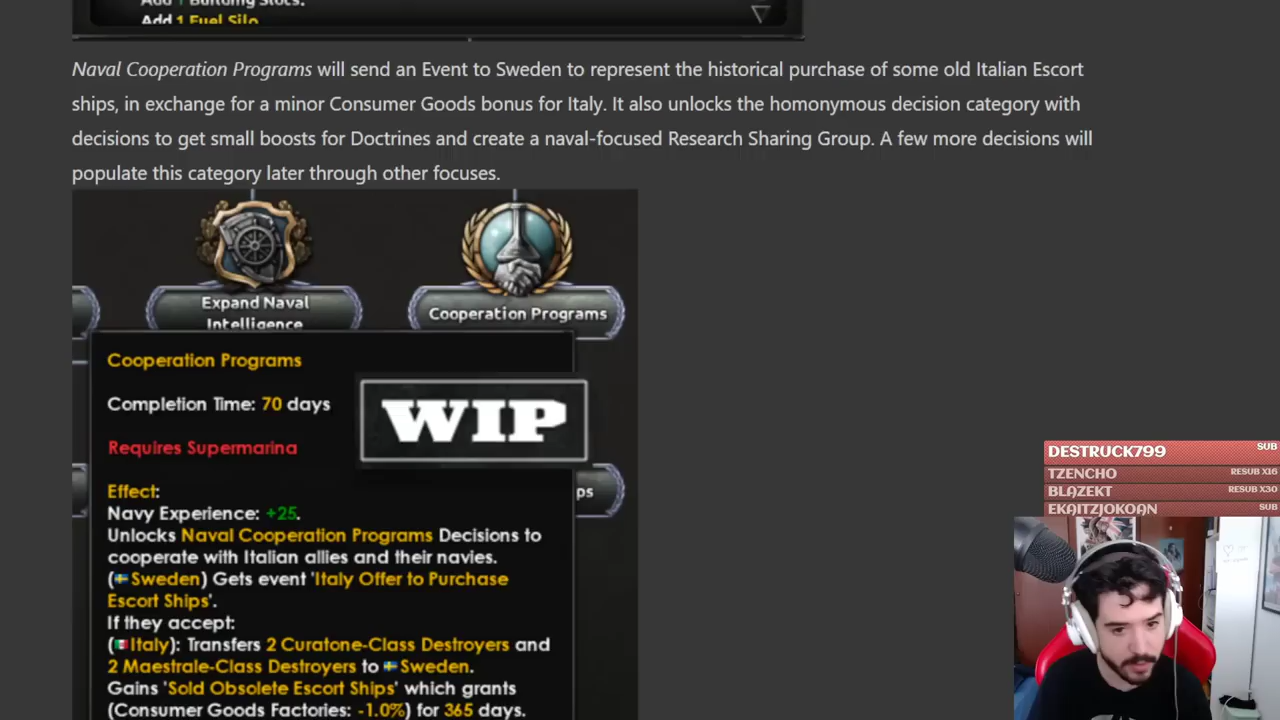 Add 1 Fuel Silo.
Naval Cooperation Programs will send an Event to Sweden to represent the historical purchase of some old Italian Escort
ships, in exchange for a minor Consumer Goods bonus for Italy. It also unlocks the homonymous decision category with
decisions to get small boosts for Doctrines and create a naval-focused Research Sharing Group. A few more decisions will
populate this category later through other focuses.
Expand Naval
Intelligence
Cooperation Programs
Cooperation Programs
Completion Time: 70 days
WIP
Requires Supermarina
ps
Effect:
Navy Experience: +25.
Unlocks Naval Cooperation Programs Decisions to
cooperate with Italian allies and their navies.
(Sweden) Gets event 'Italy Offer to Purchase
Escort Ships'.
If they accept:
(Italy): Transfers 2 Curatone-Class Destroyers and
2 Maestrale-Class Destroyers to Sweden.
Gains 'Sold Obsolete Escort Ships' which grants
(Consumer Goods Factories: -1.0%) for 365 days.
DESTRUCK799 SUB
TZENCHO RESUB X16
BLAZEKT RESUB X30
EKAITZJOKOAN SUB